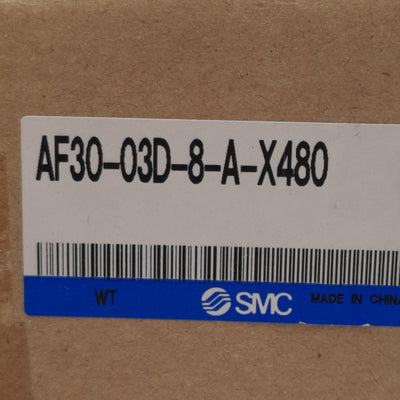 AF30-03D-8-A-X480
WT SMC MADE IN CHINA